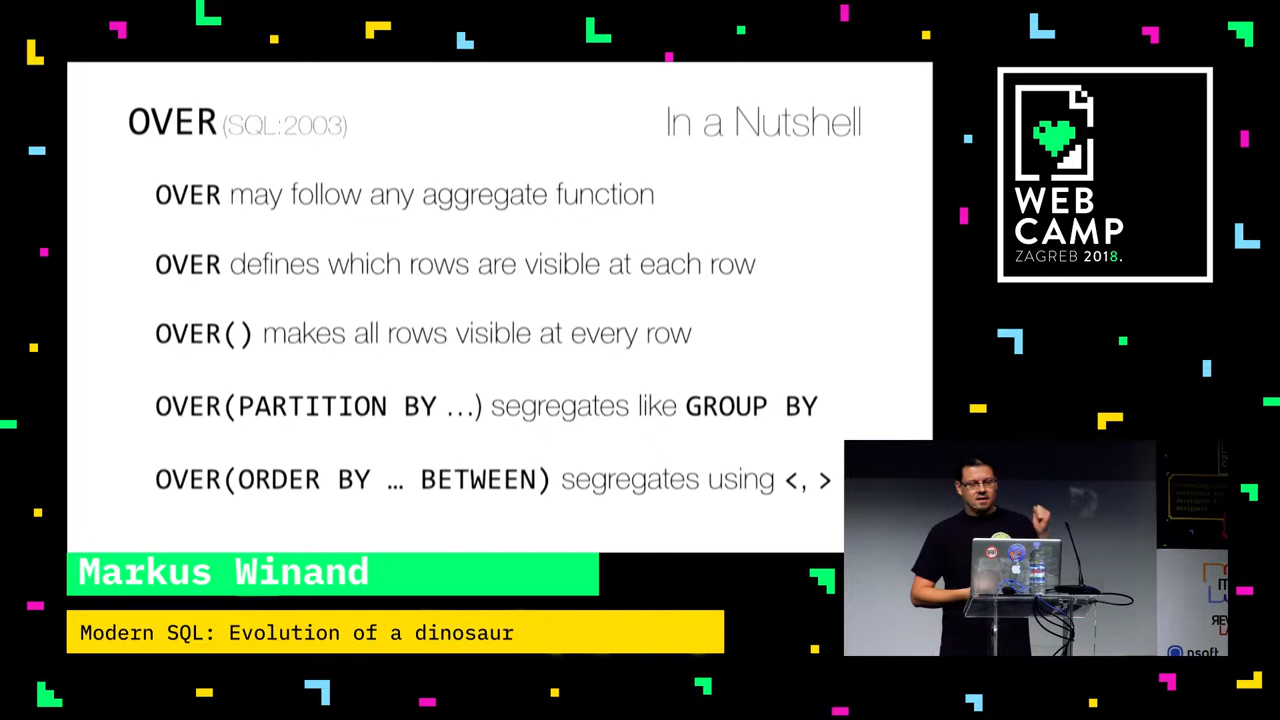 OVER (SQL:2003) In a Nutshell
OVER may follow any aggregate function
OVER defines which rows are visible at each row
OVER() makes all rows visible at every row
OVER(PARTITION BY …) segregates like GROUP BY
OVER(ORDER BY … BETWEEN) segregates using <, >
WEB
CAMP
ZAGREB 2018.
Markus Winand
Modern SQL: Evolution of a dinosaur
nsoft